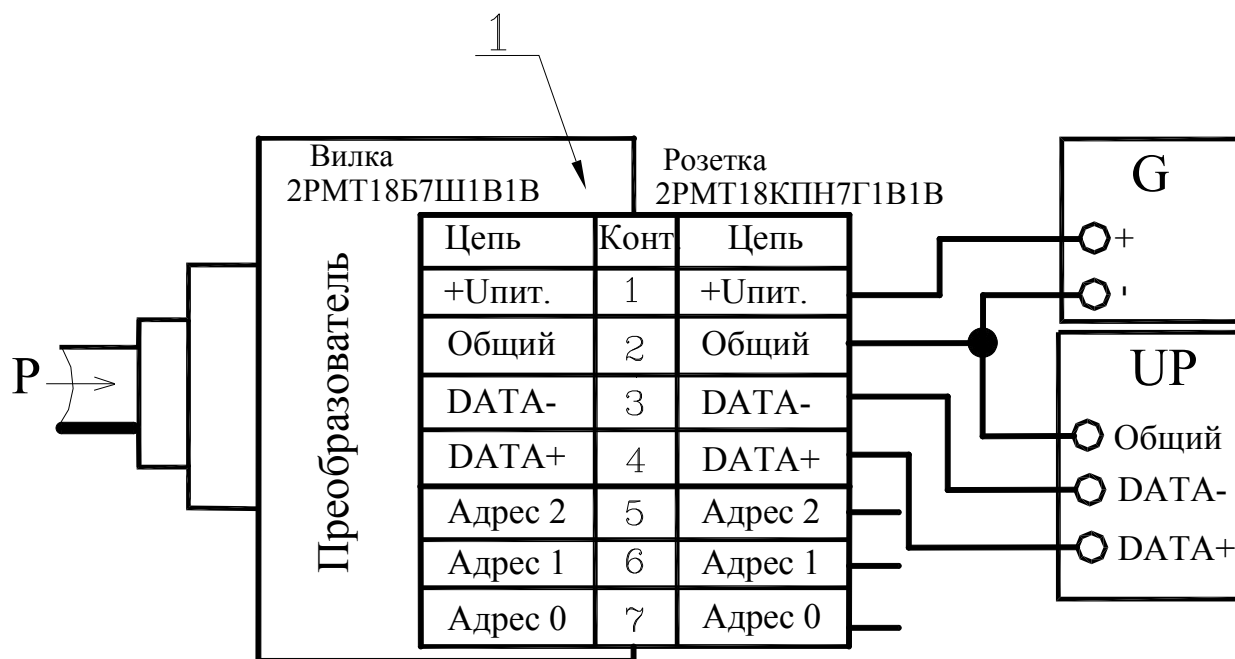 1
Вилка
2РМТ18Б7Ш1В1В
Розетка
2РМТ18КПН7Г1В1В
G
+
-
Цепь Конт Цепь
+Uпит. 1 +Uпит.
Общий 2 Общий
DATA- 3 DATA-
DATA+ 4 DATA+
Адрес 2 5 Адрес 2
Адрес 1 6 Адрес 1
Адрес 0 7 Адрес 0
Преобразователь
P
UP
Общий
DATA-
DATA+